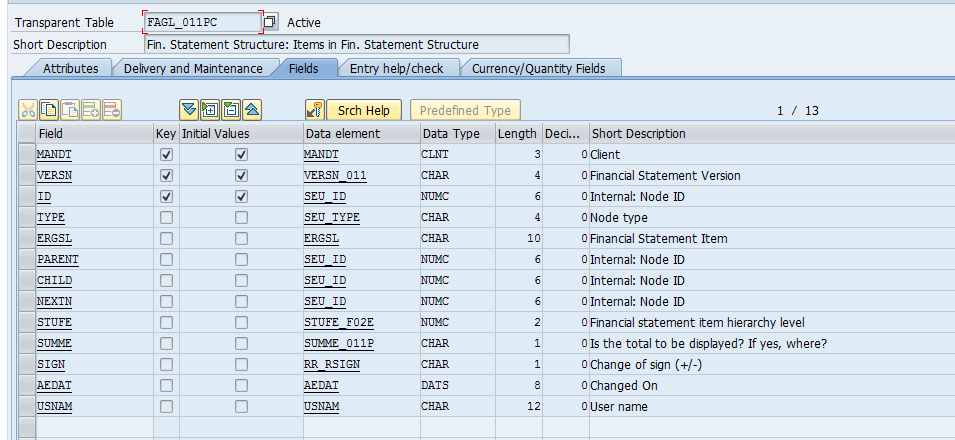 Transparent Table FAGL_011PC Active
Short Description Fin. Statement Structure: Items in Fin. Statement Structure
Attributes Delivery and Maintenance Fields Entry help/check Currency/Quantity Fields
Srch Help Predefined Type 1 / 13
Field Key Initial Values Data element Data Type Length Deci... Short Description
MANDT MANDT CLNT 3 0 Client
VERSN VERSN_011 CHAR 4 0 Financial Statement Version
ID SEU_ID NUMC 6 0 Internal: Node ID
TYPE SEU_TYPE CHAR 4 0 Node type
ERGSL ERGSL CHAR 10 0 Financial Statement Item
PARENT SEU_ID NUMC 6 0 Internal: Node ID
CHILD SEU_ID NUMC 6 0 Internal: Node ID
NEXTN SEU_ID NUMC 6 0 Internal: Node ID
STUFE STUFE_F02E NUMC 2 0 Financial statement item hierarchy level
SUMME SUMME_011P CHAR 1 0 Is the total to be displayed? If yes, where?
SIGN RR_RSIGN CHAR 1 0 Change of sign (+/-)
AEDAT AEDAT DATS 8 0 Changed On
USNAM USNAM CHAR 12 0 User name